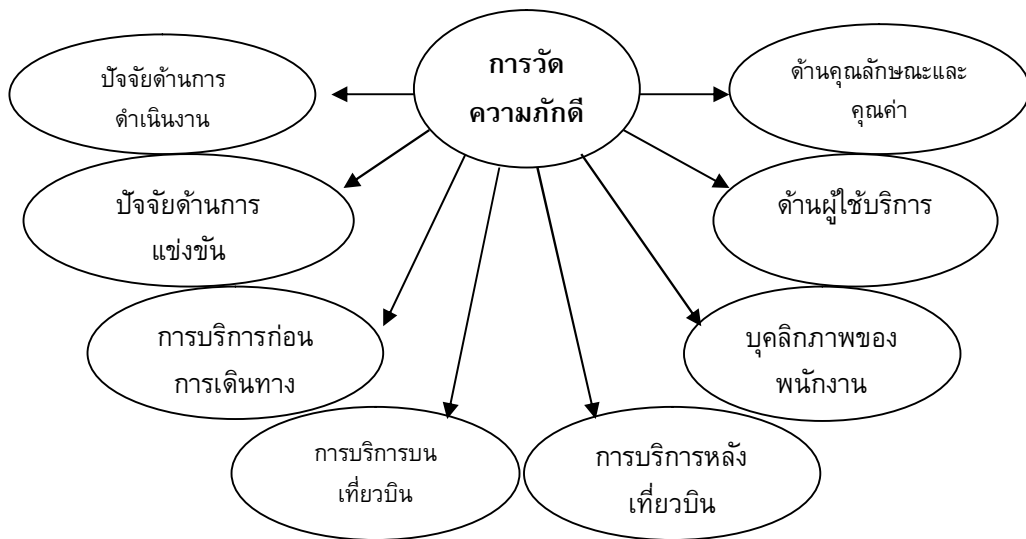 การวัด
ความภักดี
ปัจจัยด้านการ
ดำเนินงาน
ด้านคุณลักษณะและ
คุณค่า
ปัจจัยด้านการ
แข่งขัน
ด้านผู้ใช้บริการ
การบริการก่อน
การเดินทาง
บุคลิกภาพของ
พนักงาน
การบริการบน
เที่ยวบิน
การบริการหลัง
เที่ยวบิน